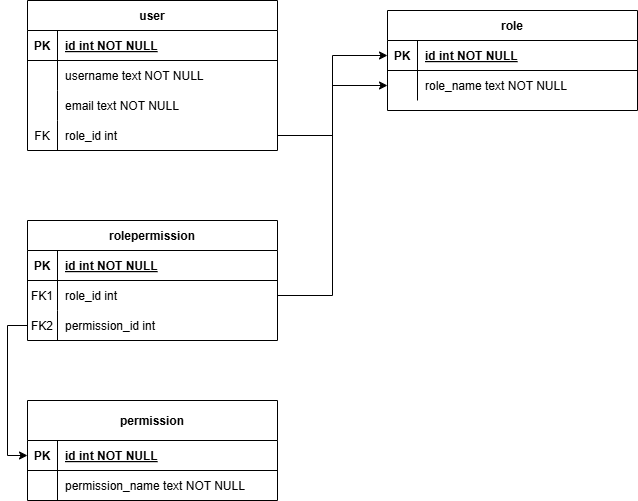 user
PK id int NOT NULL
username text NOT NULL
email text NOT NULL
FK role_id int
role
PK id int NOT NULL
role_name text NOT NULL
rolepermission
PK id int NOT NULL
FK1 role_id int
FK2 permission_id int
permission
PK id int NOT NULL
permission_name text NOT NULL